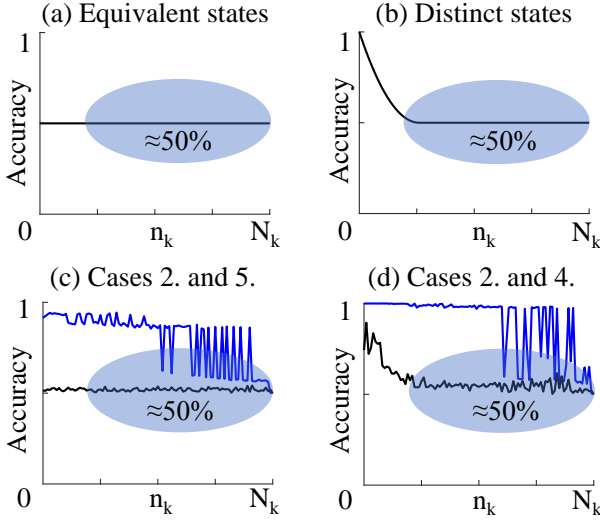 (a) Equivalent states
1
Accuracy
≈50%
0
n_k
N_k
(b) Distinct states
1
Accuracy
≈50%
0
n_k
N_k
(c) Cases 2. and 5.
1
Accuracy
≈50%
0
n_k
N_k
(d) Cases 2. and 4.
1
Accuracy
≈50%
0
n_k
N_k